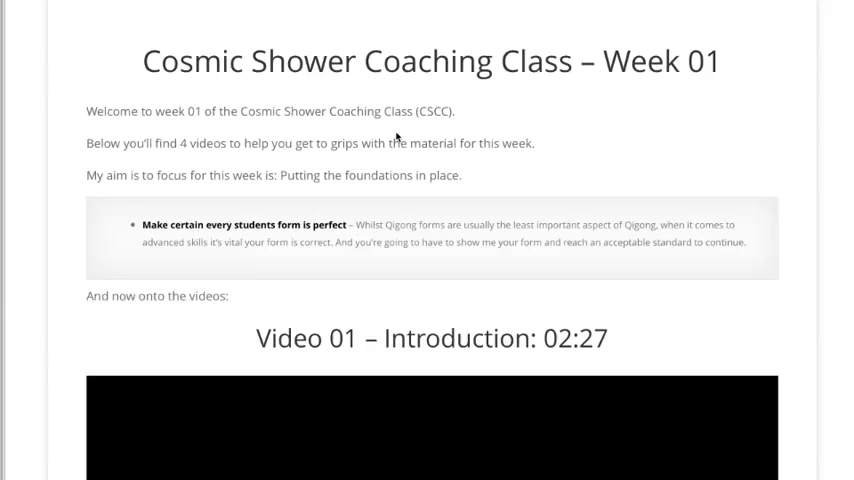 Cosmic Shower Coaching Class – Week 01
Welcome to week 01 of the Cosmic Shower Coaching Class (CSCC).
Below you'll find 4 videos to help you get to grips with the material for this week.
My aim is to focus for this week is: Putting the foundations in place.
• Make certain every students form is perfect – Whilst Qigong forms are usually the least important aspect of Qigong, when it comes to
advanced skills it's vital your form is correct. And you're going to have to show me your form and reach an acceptable standard to continue.
And now onto the videos:
Video 01 – Introduction: 02:27